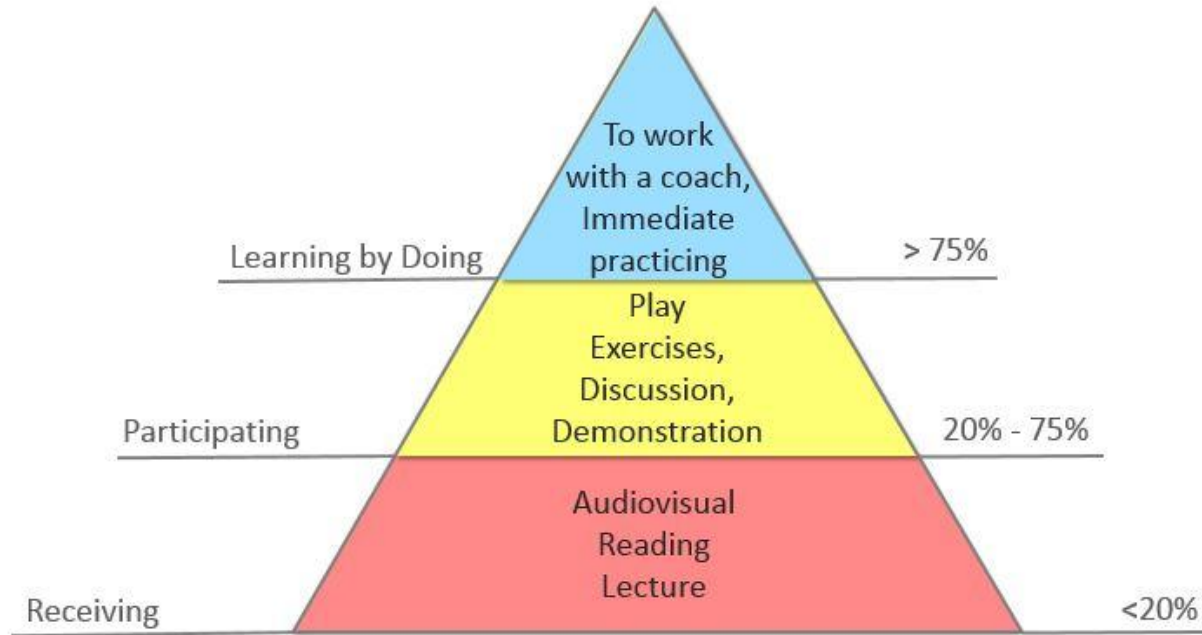 To work
with a coach,
Immediate
practicing
Learning by Doing
> 75%
Play
Exercises,
Discussion,
Demonstration
Participating
20% - 75%
Audiovisual
Reading
Lecture
Receiving
<20%